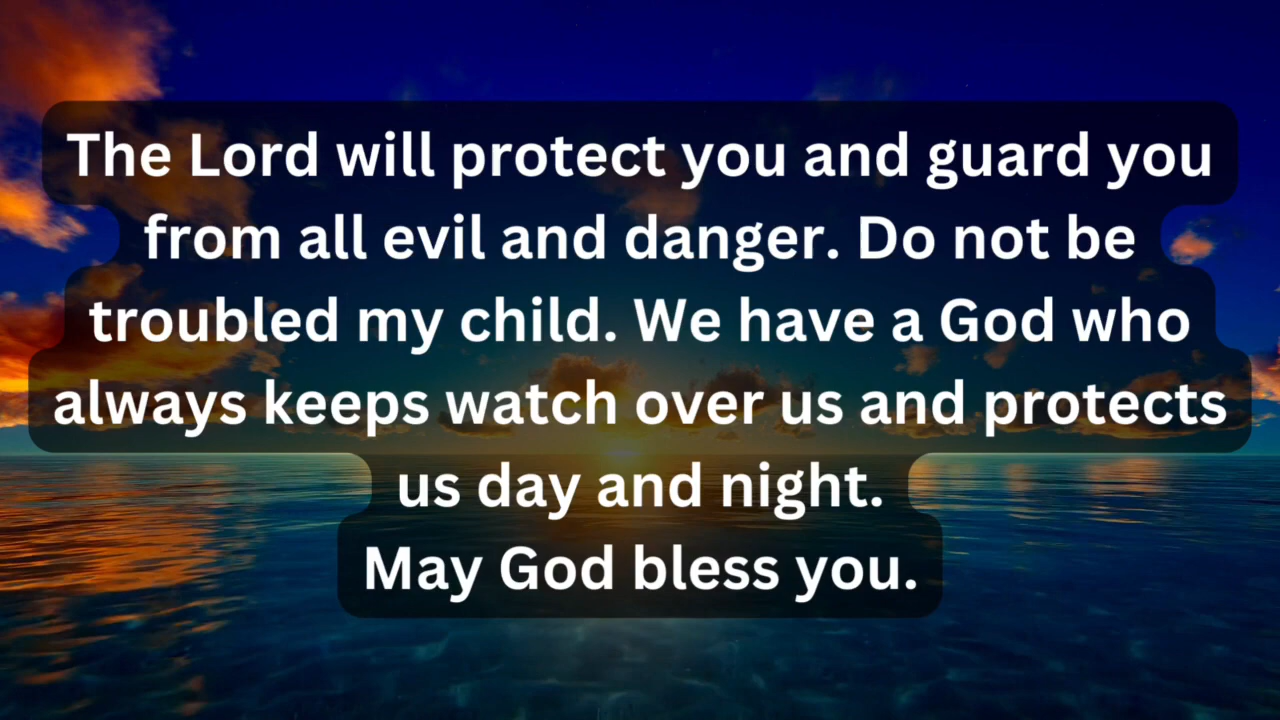 The Lord will protect you and guard you
from all evil and danger. Do not be
troubled my child. We have a God who
always keeps watch over us and protects
us day and night.
May God bless you.